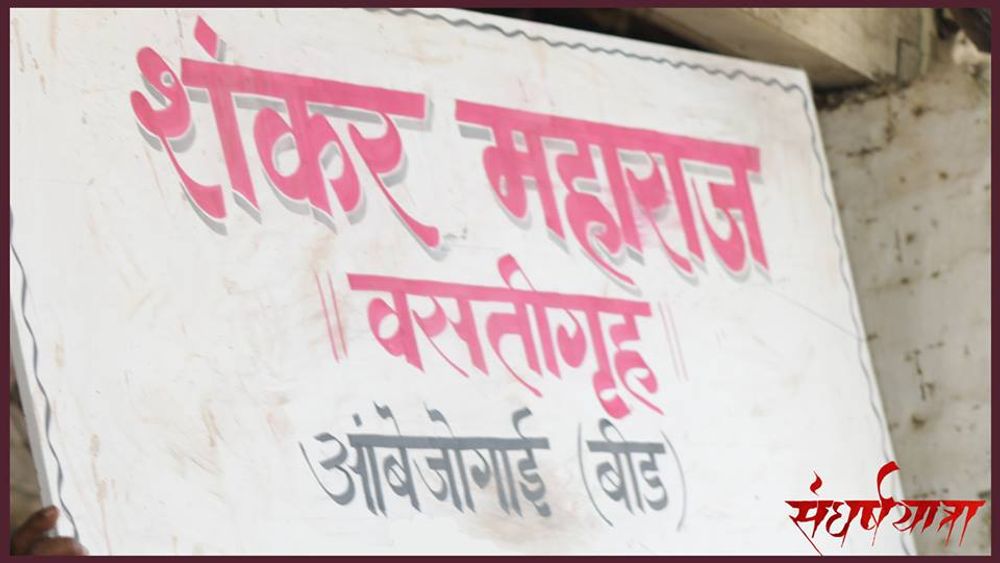 शंकर महाराज
॥ वसतीगृह ॥
आंबेजोगाई (बीड)
संघर्षयात्रा